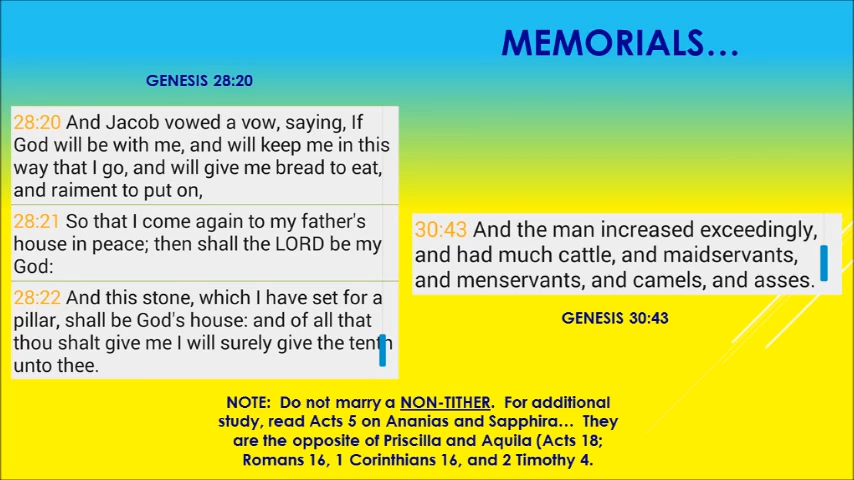 MEMORIALS...
GENESIS 28:20
28:20 And Jacob vowed a vow, saying, If
God will be with me, and will keep me in this
way that I go, and will give me bread to eat,
and raiment to put on,
28:21 So that I come again to my father's
house in peace; then shall the LORD be my
God:
28:22 And this stone, which I have set for a
pillar, shall be God's house: and of all that
thou shalt give me I will surely give the tenth
unto thee.
30:43 And the man increased exceedingly,
and had much cattle, and maidservants,
and menservants, and camels, and asses.
GENESIS 30:43
NOTE: Do not marry a NON-TITHER. For additional
study, read Acts 5 on Ananias and Sapphira... They
are the opposite of Priscilla and Aquila (Acts 18;
Romans 16, 1 Corinthians 16, and 2 Timothy 4.